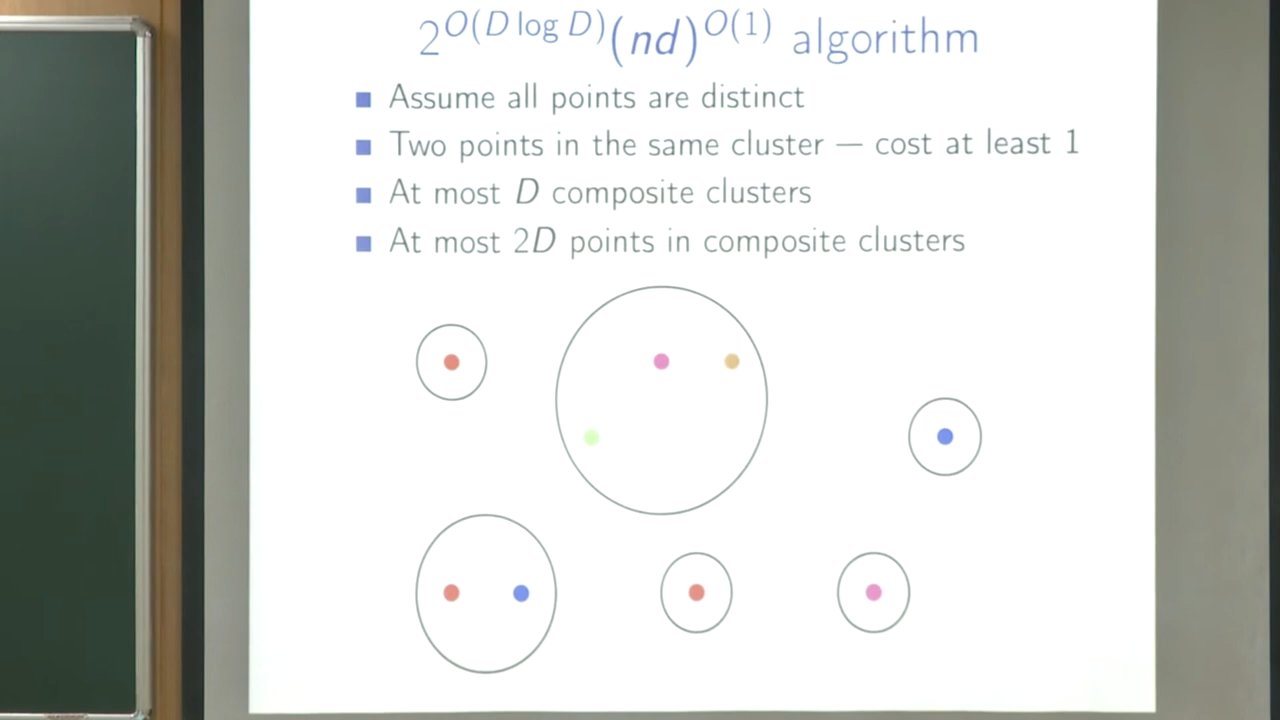 2^{O(D log D)}(nd)^{O(1)} algorithm
Assume all points are distinct
Two points in the same cluster — cost at least 1
At most D composite clusters
At most 2D points in composite clusters